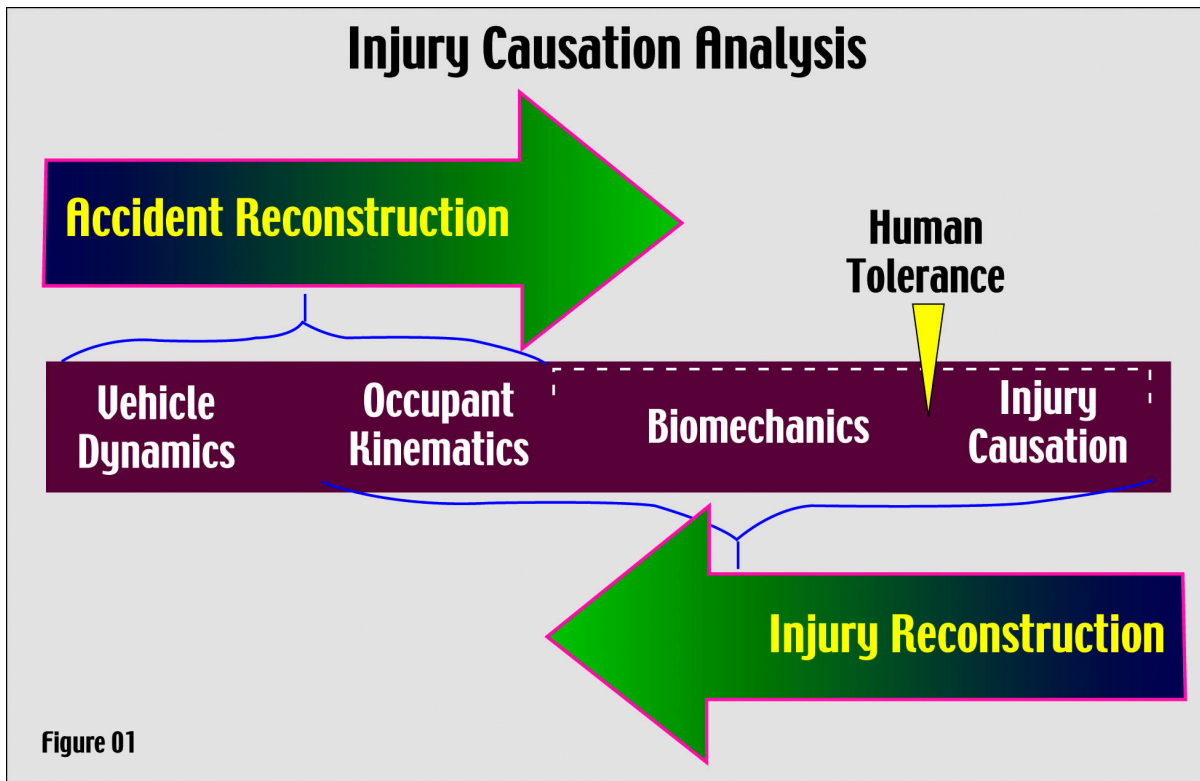 Injury Causation Analysis
Accident Reconstruction
Human
Tolerance
Vehicle
Dynamics
Occupant
Kinematics
Biomechanics
Injury
Causation
Injury Reconstruction
Figure 01